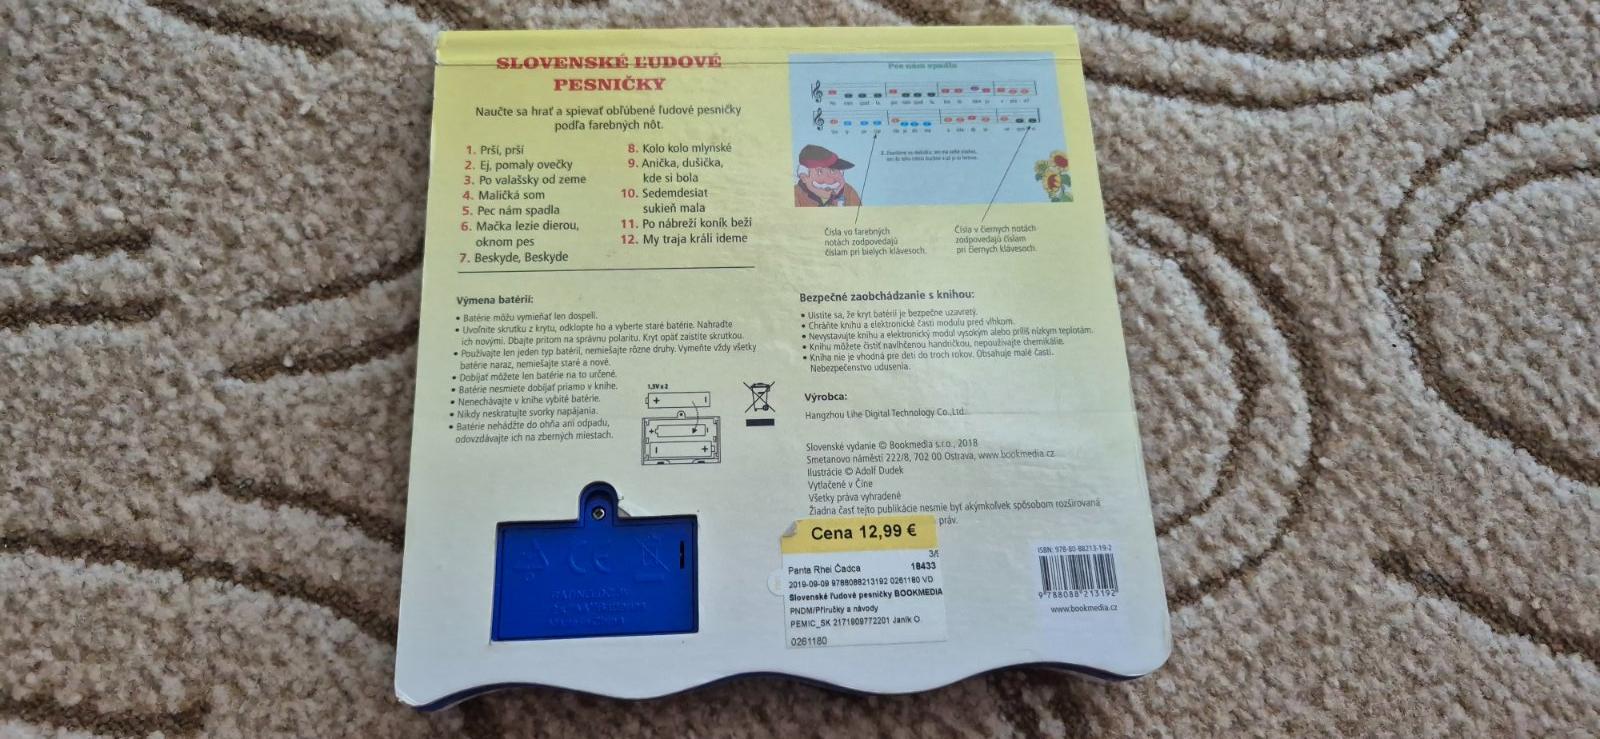 SLOVENSKÉ ĽUDOVÉ
PESNIČKY
Naučte sa hrať a spievať obľúbené ľudové pesničky
podľa farebných nôt.
1. Prší, prší
2. Ej, pomaly ovečky
3. Po valašsky od zeme
4. Maličká som
5. Pec nám spadla
6. Mačka lezie dierou,
oknom pes
7. Beskyde, Beskyde
8. Kolo kolo mlynské
9. Anička, dušička,
kde si bola
10. Sedemdesiat
sukieň mala
11. Po nábreží koník beží
12. My traja králi ideme
Pec nám spadla
Čísla vo farebných
notách zodpovedajú
číslam pri bielych klávesoch.
Čísla v čiernych notách
zodpovedajú číslam
pri čiernych klávesoch.
Výmena batérií:
• Batérie môžu vymieňať len dospelí.
• Uvoľnite skrutku z krytu, odklopte ho a vyberte staré batérie. Nahraďte
ich novými. Dbajte pritom na správnu polaritu. Kryt opäť zaistite skrutkou.
• Používajte len jeden typ batérií, nemiešajte rôzne druhy. Vymeňte vždy všetky
batérie naraz, nemiešajte staré a nové.
• Dobíjať môžete len batérie na to určené.
• Batérie nesmiete dobíjať priamo v knihe.
• Nenechávajte v knihe vybité batérie.
• Nikdy neskratujte svorky napájania.
• Batérie nehádžte do ohňa ani odpadu,
odovzdávajte ich na zberných miestach.
1,5V x 2
Bezpečné zaobchádzanie s knihou:
• Uistite sa, že kryt batérií je bezpečne uzavretý.
• Chráňte knihu a elektronické časti modulu pred vlhkom.
• Nevystavujte knihu a elektronický modul vysokým alebo príliš nízkym teplotám.
• Knihu môžete čistiť navlhčenou handričkou, nepoužívajte chemikálie.
• Kniha nie je vhodná pre deti do troch rokov. Obsahuje malé časti.
Nebezpečenstvo udusenia.
Výrobca:
Hangzhou Lihe Digital Technology Co.,Ltd.
Slovenské vydanie © Bookmedia s.r.o., 2018
Smetanovo náměstí 222/8, 702 00 Ostrava, www.bookmedia.cz
Ilustrácie © Adolf Dudek
Vytlačené v Číne
Všetky práva vyhradené
Žiadna časť tejto publikácie nesmie byť akýmkoľvek spôsobom rozširovaná
práv.
Cena 12,99 €
Panta Rhei Čadca 18433
2019-09-09 9788088213192 0261180 VD
Slovenské ľudové pesničky BOOKMEDIA
PNDM/Príručky a návody
PEMIC_SK 2171909772201 Janík O.
0261180
ISBN: 978-80-88213-19-2
9 788088 213192
www.bookmedia.cz
CE